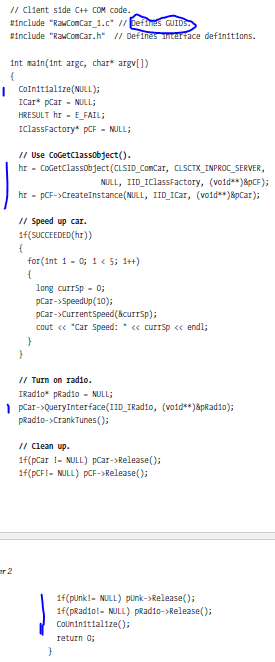 // Client side C++ COM code.
#include "RawComCar_i.c" // Defines GUIDs.
#include "RawComCar.h" // Defines interface definitions.
int main(int argc, char* argv[])
{
CoInitialize(NULL);
ICar* pCar = NULL;
HRESULT hr = E_FAIL;
IClassFactory* pCF = NULL;
// Use CoGetClassObject().
hr = CoGetClassObject(CLSID_ComCar, CLSCTX_INPROC_SERVER,
NULL, IID_IClassFactory, (void**)&pCF);
hr = pCF->CreateInstance(NULL, IID_ICar, (void**)&pCar);
// Speed up car.
if(SUCCEEDED(hr))
{
for(int i = 0; i < 5; i++)
{
long currSp = 0;
pCar->SpeedUp(10);
pCar->CurrentSpeed(&currSp);
cout << "Car Speed: " << currSp << endl;
}
}
// Turn on radio.
IRadio* pRadio = NULL;
pCar->QueryInterface(IID_IRadio, (void**)&pRadio);
pRadio->CrankTunes();
// Clean up.
if(pCar != NULL) pCar->Release();
if(pCF!= NULL) pCF->Release();
er 2
if(pUnk!= NULL) pUnk->Release();
if(pRadio!= NULL) pRadio->Release();
CoUninitialize();
return 0;
}